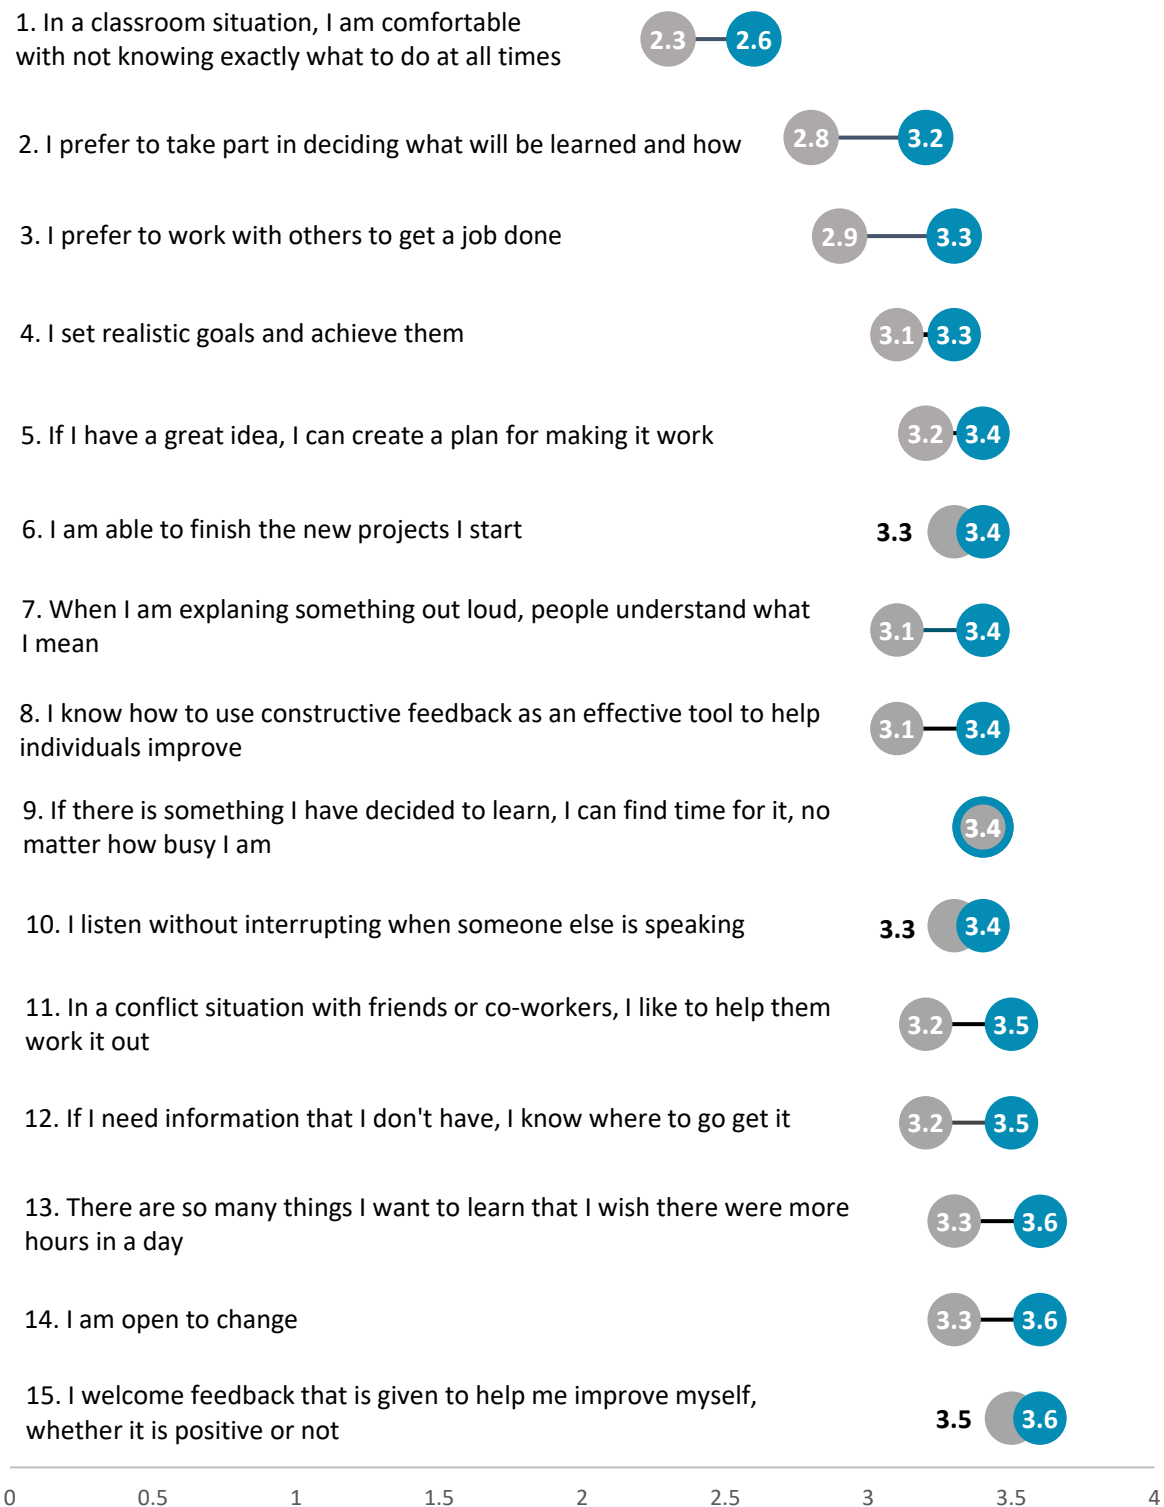 1. In a classroom situation, I am comfortable
with not knowing exactly what to do at all times
2.3 2.6
2. I prefer to take part in deciding what will be learned and how
2.8 3.2
3. I prefer to work with others to get a job done
2.9 3.3
4. I set realistic goals and achieve them
3.1 3.3
5. If I have a great idea, I can create a plan for making it work
3.2 3.4
6. I am able to finish the new projects I start
3.3 3.4
7. When I am explaning something out loud, people understand what
I mean
3.1 3.4
8. I know how to use constructive feedback as an effective tool to help
individuals improve
3.1 3.4
9. If there is something I have decided to learn, I can find time for it, no
matter how busy I am
3.4
10. I listen without interrupting when someone else is speaking
3.3 3.4
11. In a conflict situation with friends or co-workers, I like to help them
work it out
3.2 3.5
12. If I need information that I don't have, I know where to go get it
3.2 3.5
13. There are so many things I want to learn that I wish there were more
hours in a day
3.3 3.6
14. I am open to change
3.3 3.6
15. I welcome feedback that is given to help me improve myself,
whether it is positive or not
3.5 3.6
0 0.5 1 1.5 2 2.5 3 3.5 4